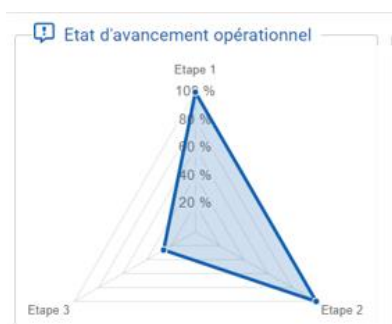 Etat d'avancement opérationnel
Etape 1
100 %
80 %
60 %
40 %
20 %
Etape 3
Etape 2